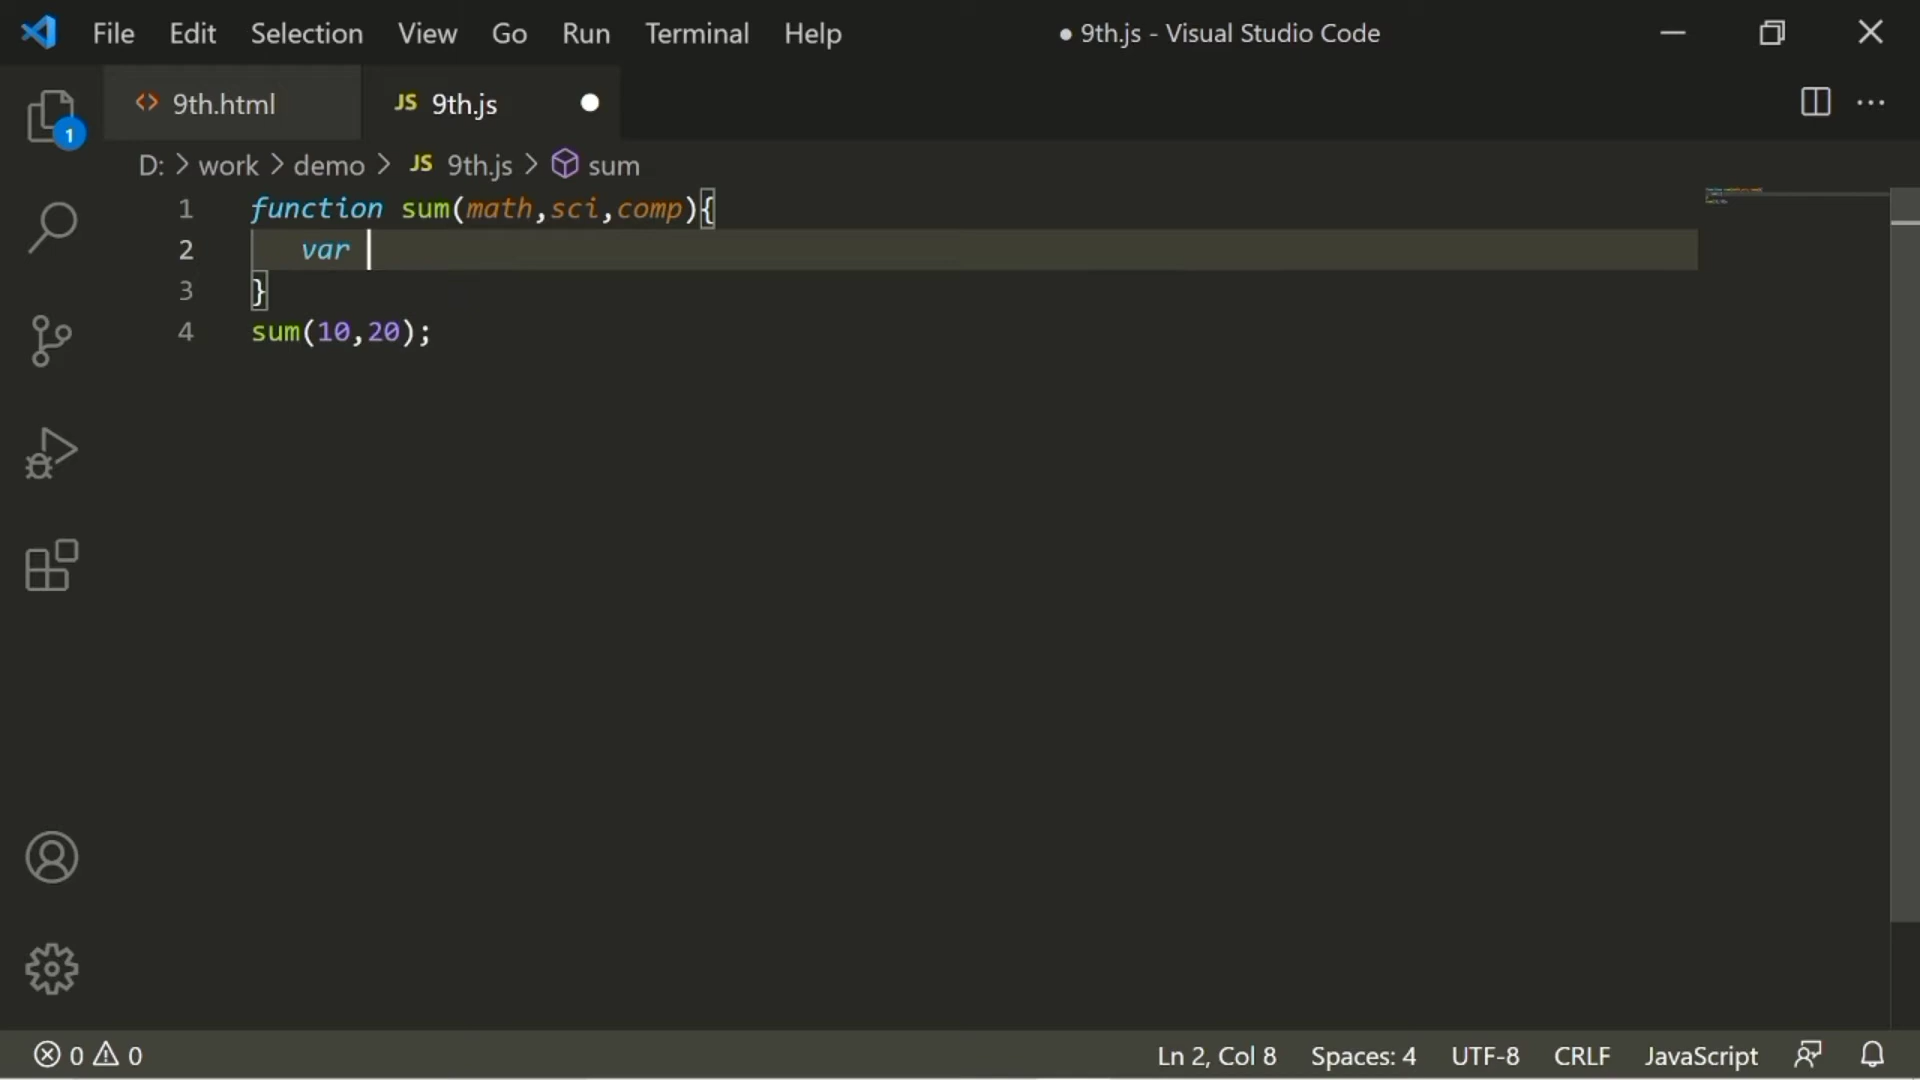 File Edit Selection View Go Run Terminal Help ● 9th.js - Visual Studio Code
<> 9th.html JS 9th.js
1
D: > work > demo > JS 9th.js > sum
1 function sum(math,sci,comp){
2 var
3 }
4 sum(10,20);
0 0 Ln 2, Col 8 Spaces: 4 UTF-8 CRLF JavaScript